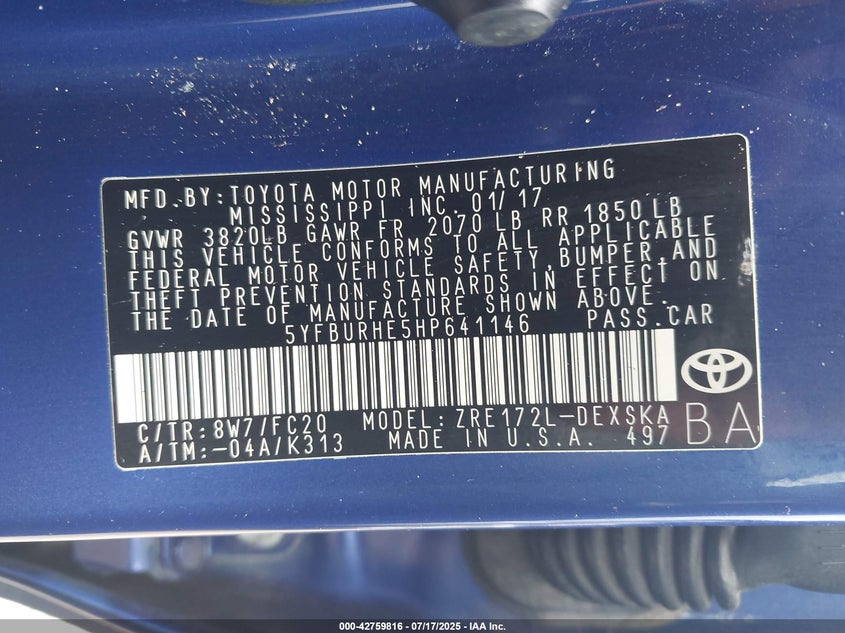 MFD. BY: TOYOTA MOTOR MANUFACTURING
MISSISSIPPI INC. 01/17
GVWR 3820LB GAWR FR 2070 LB RR 1850 LB
THIS VEHICLE CONFORMS TO ALL APPLICABLE
FEDERAL MOTOR VEHICLE SAFETY, BUMPER, AND
THEFT PREVENTION STANDARDS IN EFFECT ON
THE DATE OF MANUFACTURE SHOWN ABOVE.
5YFBURHE5HP641146 PASS. CAR
C/TR: 8W7/FC20 MODEL: ZRE172L-DEXSKA
A/TM: -04A/K313 MADE IN U.S.A. 497 BA
000-42759816 - 07/17/2025 - IAA Inc.